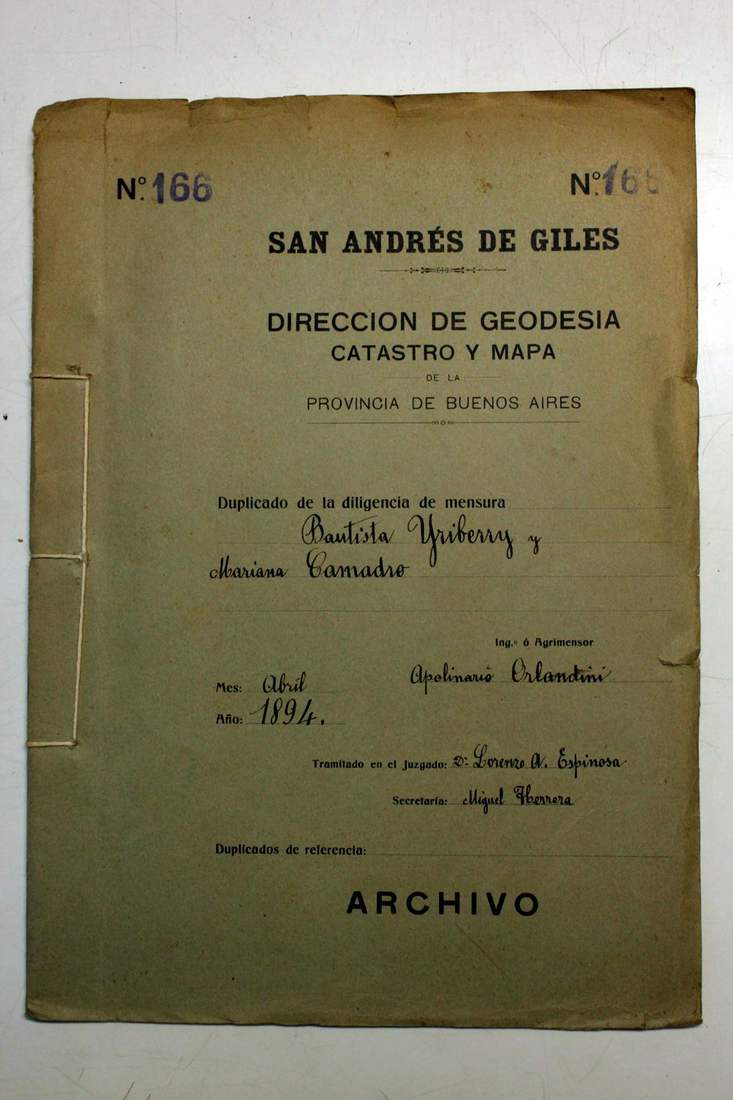 Nº. 166
Nº. 166
SAN ANDRÉS DE GILES
DIRECCION DE GEODESIA
CATASTRO Y MAPA
DE LA
PROVINCIA DE BUENOS AIRES
Duplicado de la diligencia de mensura
Bautista Yriberry y
Mariana Camadro
Ing.º ó Agrimensor
Mes: Abril Apolinario Orlandini
Año: 1894.
Tramitado en el Juzgado: Dr. Lorenzo A. Espinosa
Secretaría: Miguel Herrera
Duplicados de referencia:
ARCHIVO